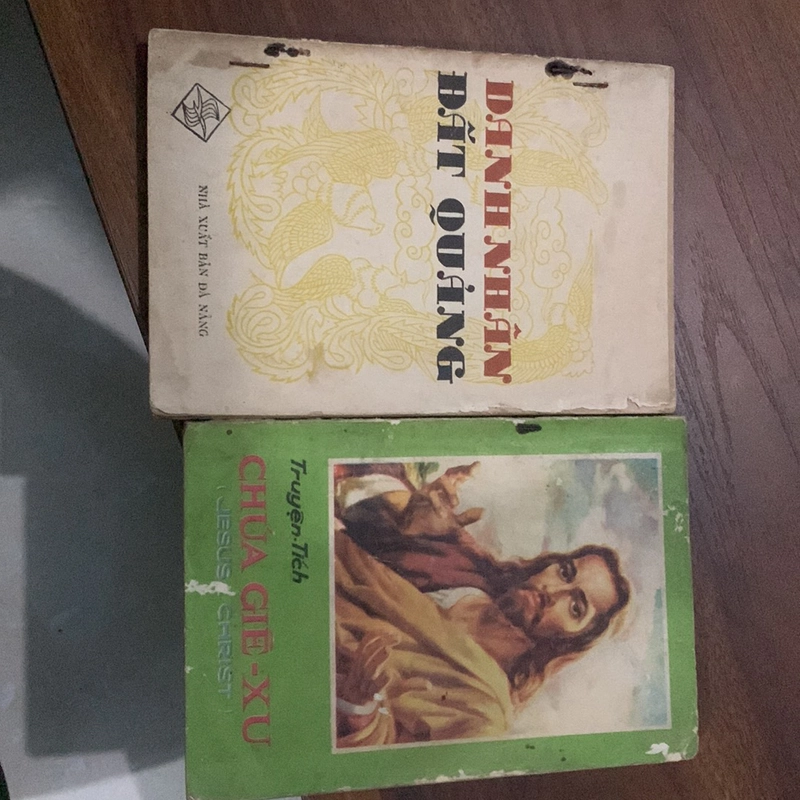 DANH NHÂN
ĐẤT QUẢNG
NHÀ XUẤT BẢN ĐÀ NẴNG
Truyện-Tích
CHÚA GIÊ-XU
(JESUS CHRIST)